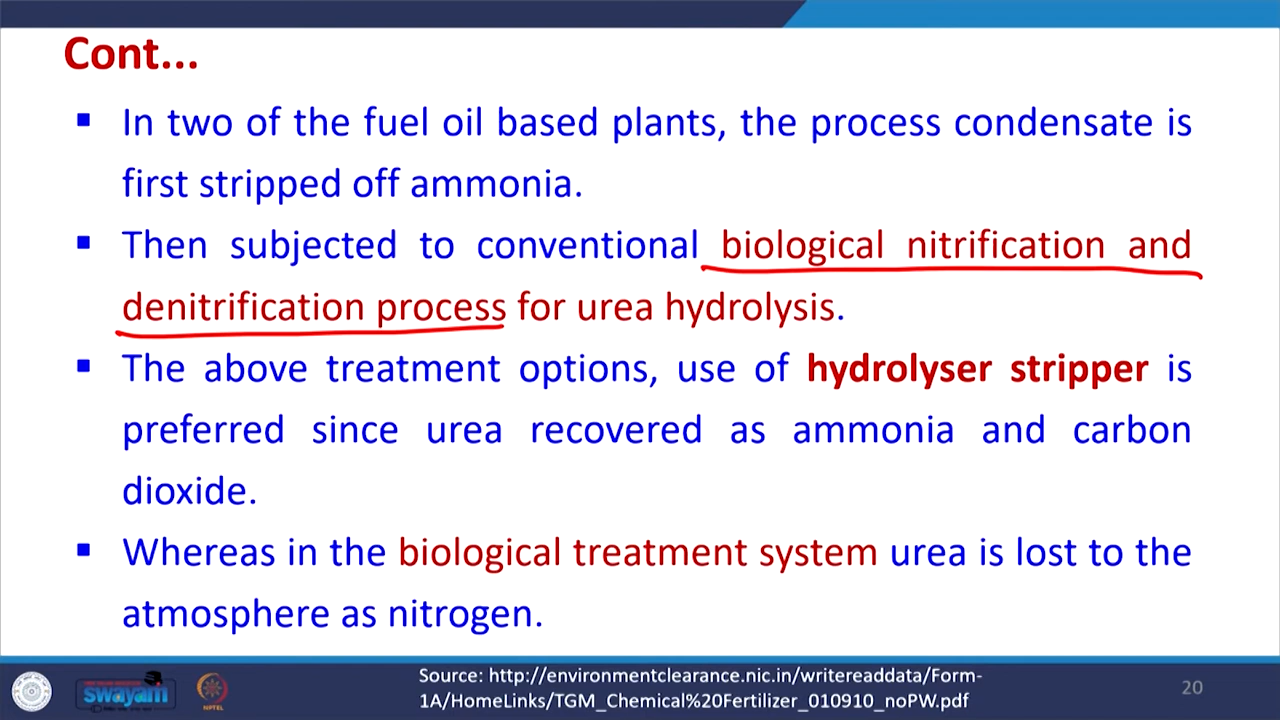 Cont...
▪ In two of the fuel oil based plants, the process condensate is
first stripped off ammonia.
▪ Then subjected to conventional biological nitrification and
denitrification process for urea hydrolysis.
▪ The above treatment options, use of hydrolyser stripper is
preferred since urea recovered as ammonia and carbon
dioxide.
▪ Whereas in the biological treatment system urea is lost to the
atmosphere as nitrogen.
Source: http://environmentclearance.nic.in/writereaddata/Form-
1A/HomeLinks/TGM_Chemical%20Fertilizer_010910_noPW.pdf
swayam
NPTEL
20